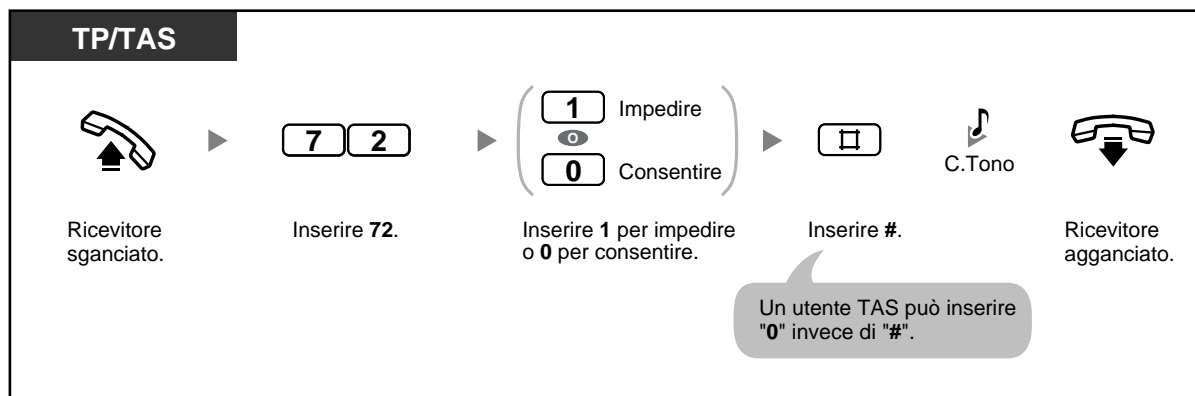 TP/TAS
7 2
1 Impedire
O
0 Consentire
C.Tono
Ricevitore
sganciato.
Inserire 72.
Inserire 1 per impedire
o 0 per consentire.
Inserire #.
Ricevitore
agganciato.
Un utente TAS può inserire
"0" invece di "#".